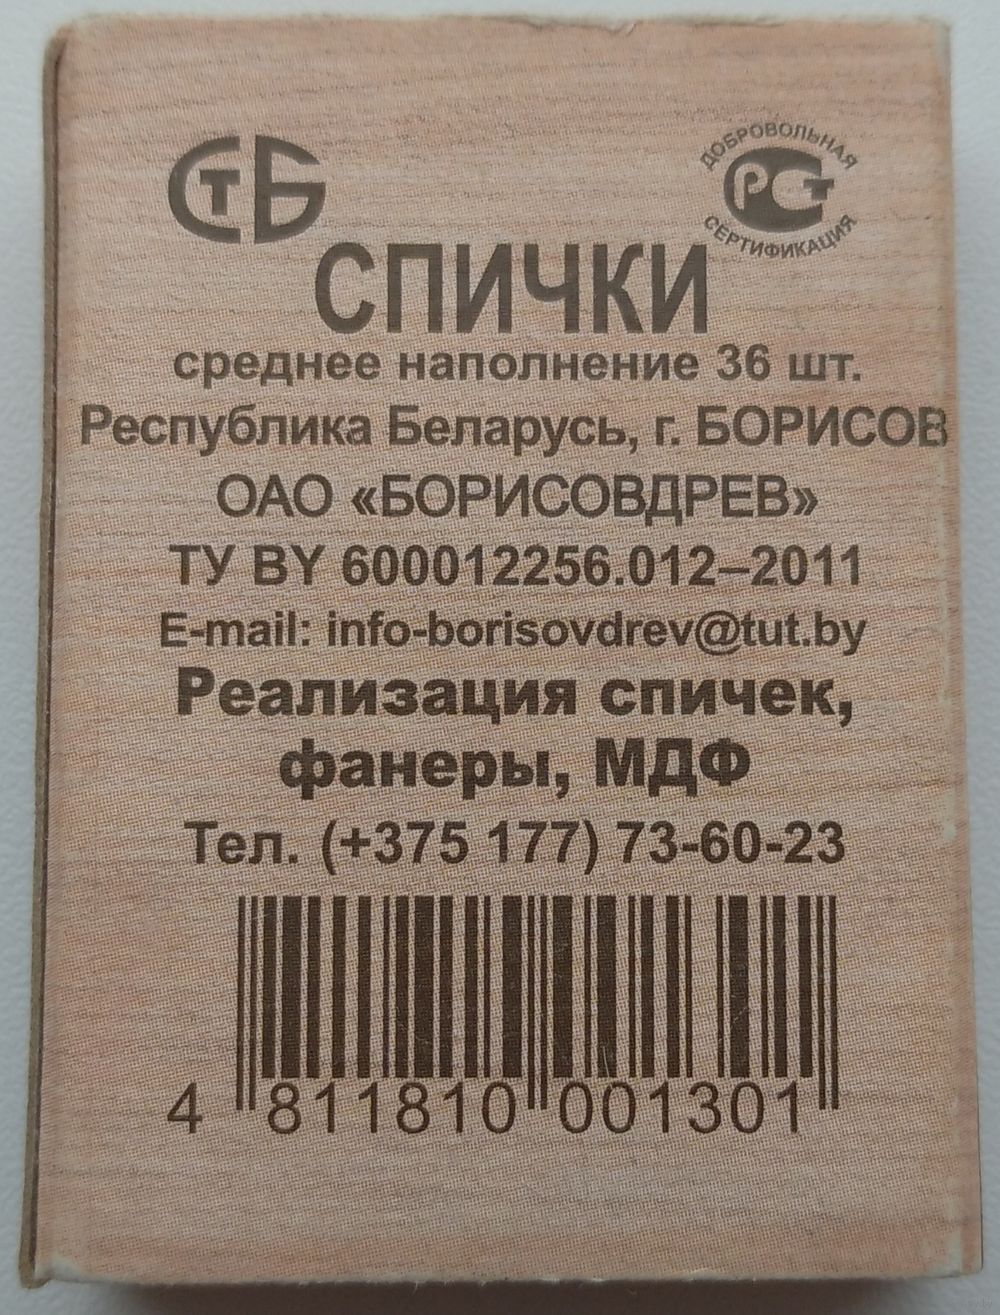 СТБ
ДОБРОВОЛЬНАЯ
РСТ
СЕРТИФИКАЦИЯ
СПИЧКИ
среднее наполнение 36 шт.
Республика Беларусь, г. БОРИСОВ
ОАО «БОРИСОВДРЕВ»
ТУ BY 600012256.012–2011
E-mail: info-borisovdrev@tut.by
Реализация спичек,
фанеры, МДФ
Тел. (+375 177) 73-60-23
4 811810 001301